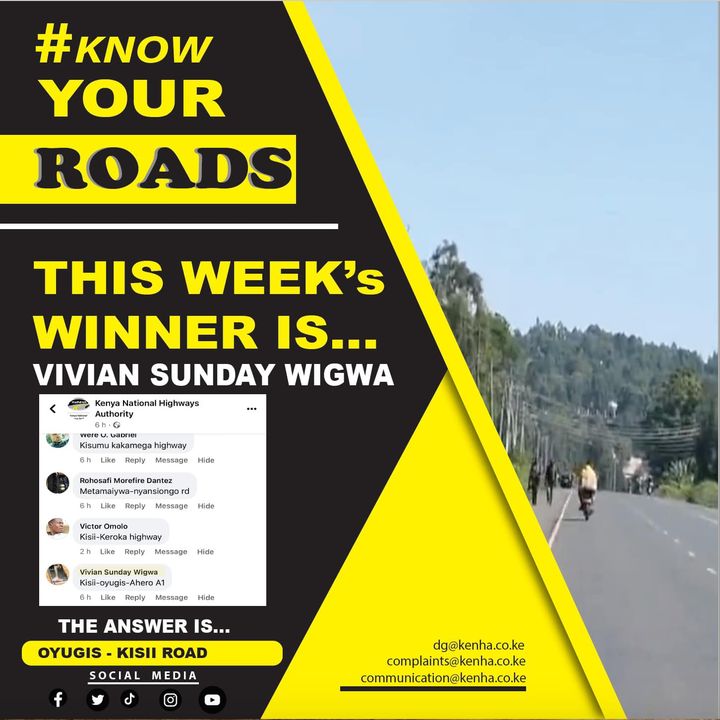 #KNOW
YOUR
ROADS
THIS WEEK's
WINNER IS...
VIVIAN SUNDAY WIGWA
Kenya National Highways
Authority
6 h
Were O. Gabriel
Kisumu kakamega highway
6 h Like Reply Message Hide
Rohosafi Morefire Dantez
Metamaiywa-nyansiongo rd
6 h Like Reply Message Hide
Victor Omolo
Kisii-Keroka highway
2 h Like Reply Message Hide
Vivian Sunday Wigwa
Kisii-oyugis-Ahero A1
6 h Like Reply Message Hide
THE ANSWER IS...
OYUGIS - KISII ROAD
SOCIAL MEDIA
dg@kenha.co.ke
complaints@kenha.co.ke
communication@kenha.co.ke